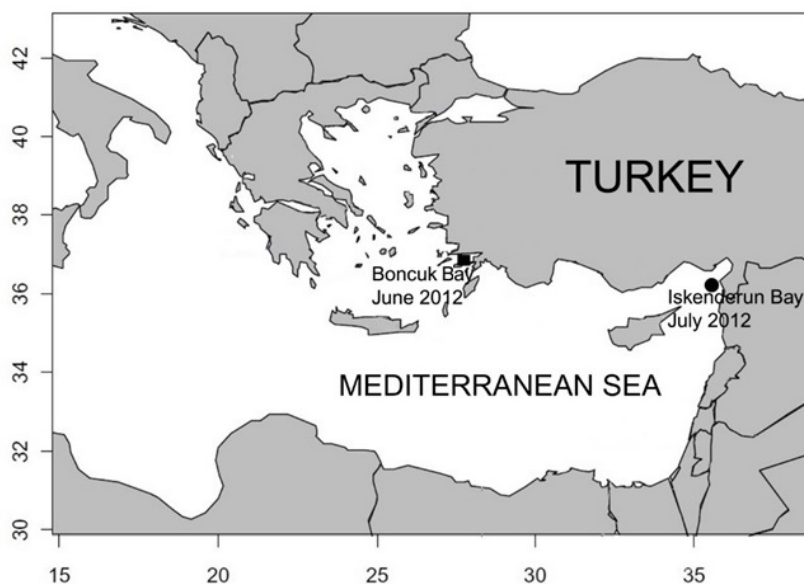 42
40
38
36
34
32
30
TURKEY
Boncuk Bay
June 2012
Iskenderun Bay
July 2012
MEDITERRANEAN SEA
15 20 25 30 35